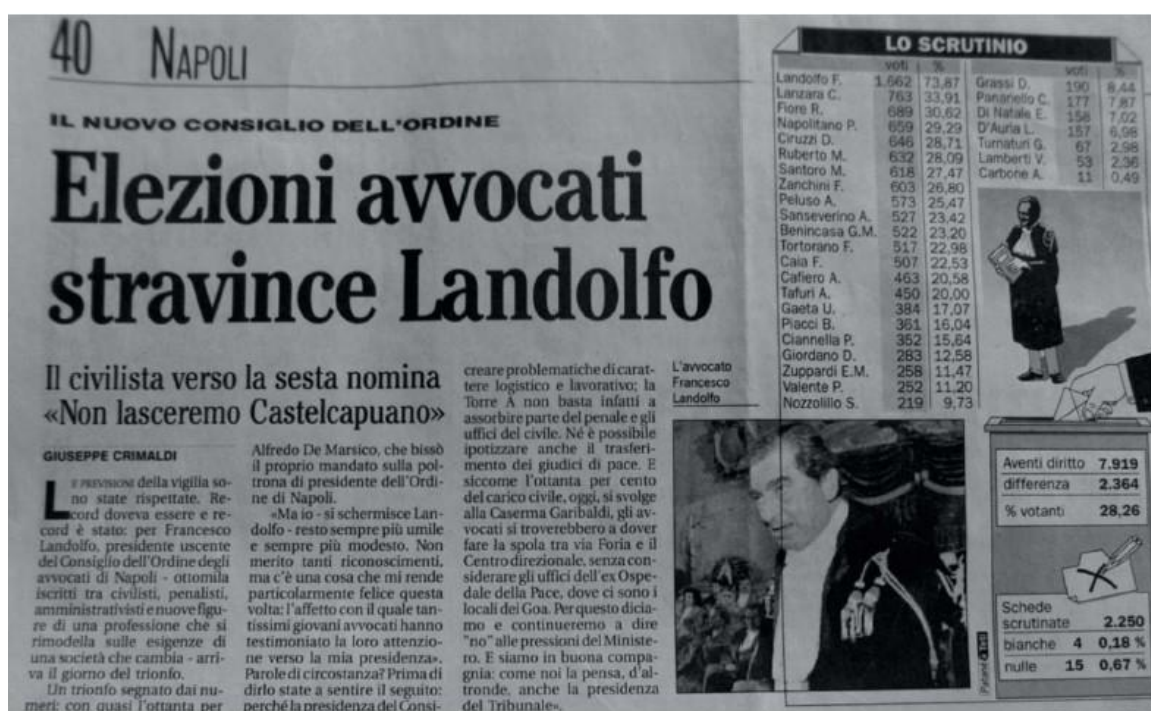 40 NAPOLI
IL NUOVO CONSIGLIO DELL'ORDINE
Elezioni avvocati
stravince Landolfo
Il civilista verso la sesta nomina
«Non lasceremo Castelcapuano»
GIUSEPPE CRIMALDI
LE PREVISIONI della vigilia so-
no state rispettate. Re-
cord doveva essere e re-
cord è stato: per Francesco
Landolfo, presidente uscente
del Consiglio dell'Ordine degli
avvocati di Napoli - ottomila
iscritti tra civilisti, penalisti,
amministrativisti e nuove figu-
re di una professione che si
rimodella sulle esigenze di
una società che cambia - arri-
va il giorno del trionfo.
Un trionfo segnato dai nu-
meri: con quasi l'ottanta per
Alfredo De Marsico, che bissò
il proprio mandato sulla pol-
trona di presidente dell'Ordi-
ne di Napoli.
«Ma io - si schermisce Lan-
dolfo - resto sempre più umile
e sempre più modesto. Non
merito tanti riconoscimenti,
ma c'è una cosa che mi rende
particolarmente felice questa
volta: l'affetto con il quale tan-
tissimi giovani avvocati hanno
testimoniato la loro attenzio-
ne verso la mia presidenza».
Parole di circostanza? Prima di
dirlo state a sentire il seguito:
perché la presidenza del Consi-
creare problematiche di carat-
tere logistico e lavorativo; la
Torre A non basta infatti a
assorbire parte del penale e gli
uffici del civile. Né è possibile
ipotizzare anche il trasferi-
mento dei giudici di pace. E
siccome l'ottanta per cento
del carico civile, oggi, si svolge
alla Caserma Garibaldi, gli av-
vocati si troverebbero a dover
fare la spola tra via Foria e il
Centro direzionale, senza con-
siderare gli uffici dell'ex Ospe-
dale della Pace, dove ci sono i
locali dei Goa. Per questo dicia-
mo e continueremo a dire
"no" alle pressioni del Ministe-
ro. E siamo in buona compa-
gnia: come noi la pensa, d'al-
tronde, anche la presidenza
del Tribunale».
L'avvocato
Francesco
Landolfo
LO SCRUTINIO
voti %
Landolfo F. 1.662 73,87
Lanzara C. 763 33,91
Fiore R. 689 30,62
Napolitano P. 659 29,29
Ciruzzi D. 646 28,71
Ruberto M. 632 28,09
Santoro M. 618 27,47
Zanchini F. 603 26,80
Peluso A. 573 25,47
Sanseverino A. 527 23,42
Benincasa G.M. 522 23,20
Tortorano F. 517 22,98
Caia F. 507 22,53
Cafiero A. 463 20,58
Tafuri A. 450 20,00
Gaeta U. 384 17,07
Piacci B. 361 16,04
Ciannella P. 352 15,64
Giordano D. 283 12,58
Zuppardi E.M. 258 11,47
Valente P. 252 11,20
Nozzolillo S. 219 9,73
voti %
Grassi D. 190 8,44
Panariello C. 177 7,87
Di Natale E. 158 7,02
D'Auria L. 157 6,98
Tumaturi G. 67 2,98
Lamberti V. 53 2,36
Carbone A. 11 0,49
Aventi diritto 7.919
differenza 2.364
% votanti 28,26
Schede
scrutinate 2.250
bianche 4 0,18 %
nulle 15 0,67 %